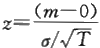 z = (m − 0) / (σ/√T)